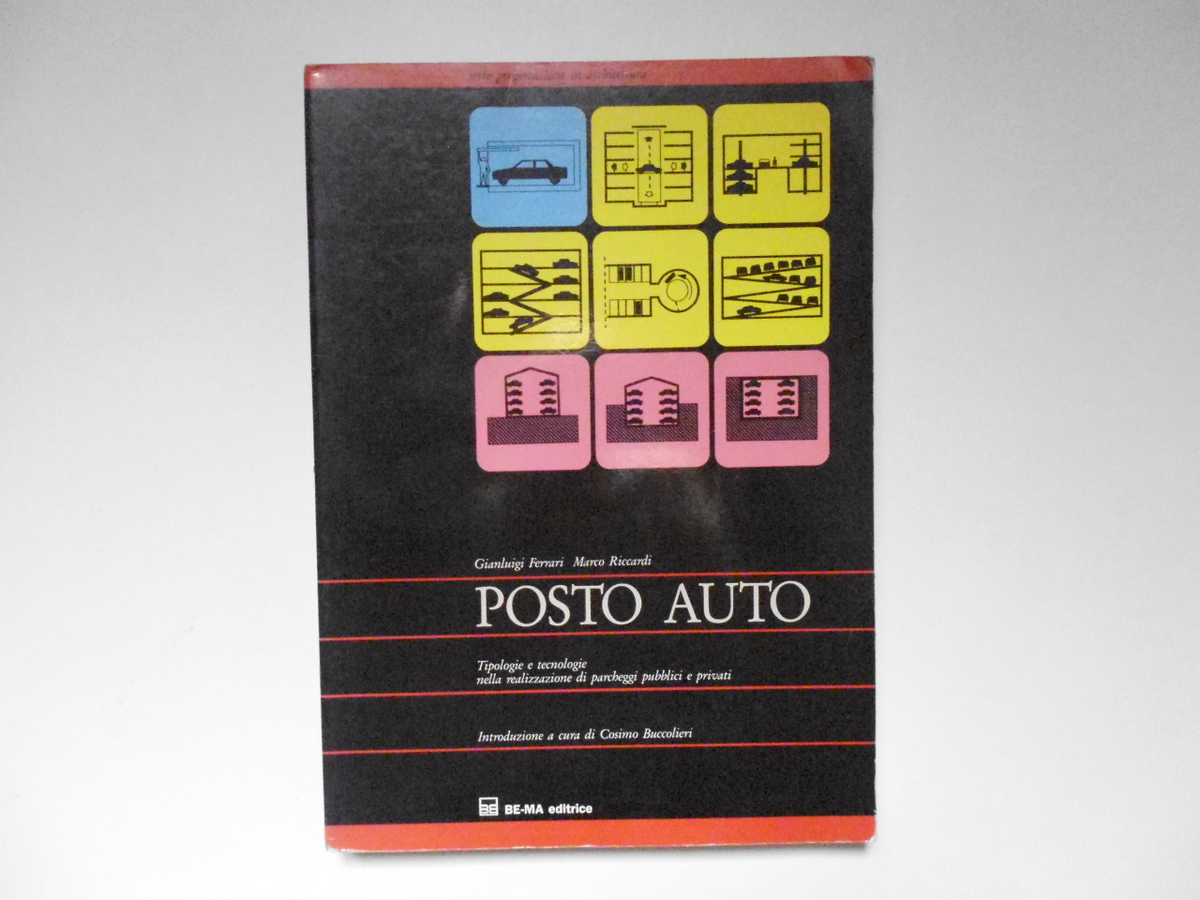 Gianluigi Ferrari Marco Riccardi
POSTO AUTO
Tipologie e tecnologie
nella realizzazione di parcheggi pubblici e privati
Introduzione a cura di Cosimo Buccolieri
BE BE-MA editrice